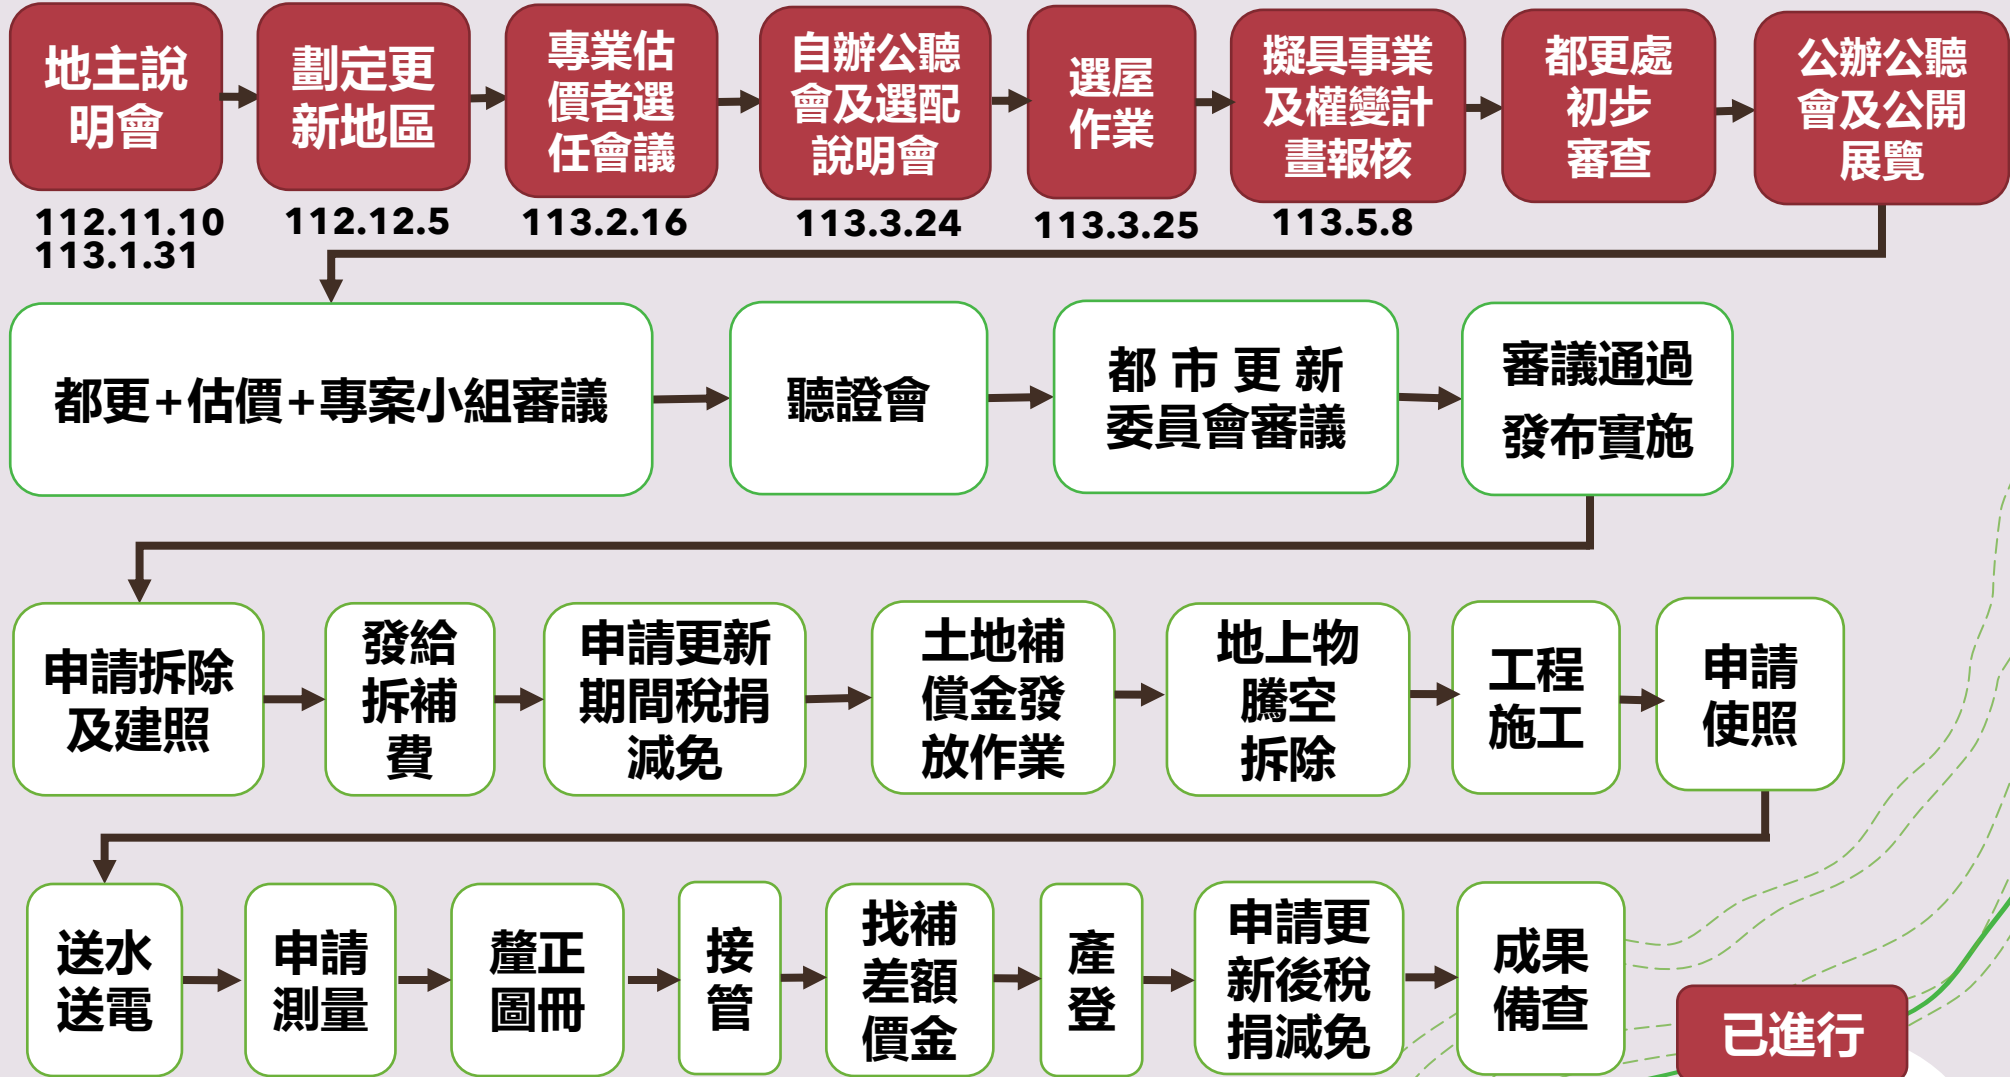 地主說
明會
劃定更
新地區
專業估
價者選
任會議
自辦公聽
會及選配
說明會
選屋
作業
擬具事業
及權變計
畫報核
都更處
初步
審查
公辦公聽
會及公開
展覽
112.11.10
113.1.31
112.12.5
113.2.16
113.3.24
113.3.25
113.5.8
都更+估價+專案小組審議
聽證會
都市更新
委員會審議
審議通過
發布實施
申請拆除
及建照
發給
拆補
費
申請更新
期間稅捐
減免
土地補
償金發
放作業
地上物
騰空
拆除
工程
施工
申請
使照
送水
送電
申請
測量
釐正
圖冊
接
管
找補
差額
價金
產
登
申請更
新後稅
捐減免
成果
備查
已進行